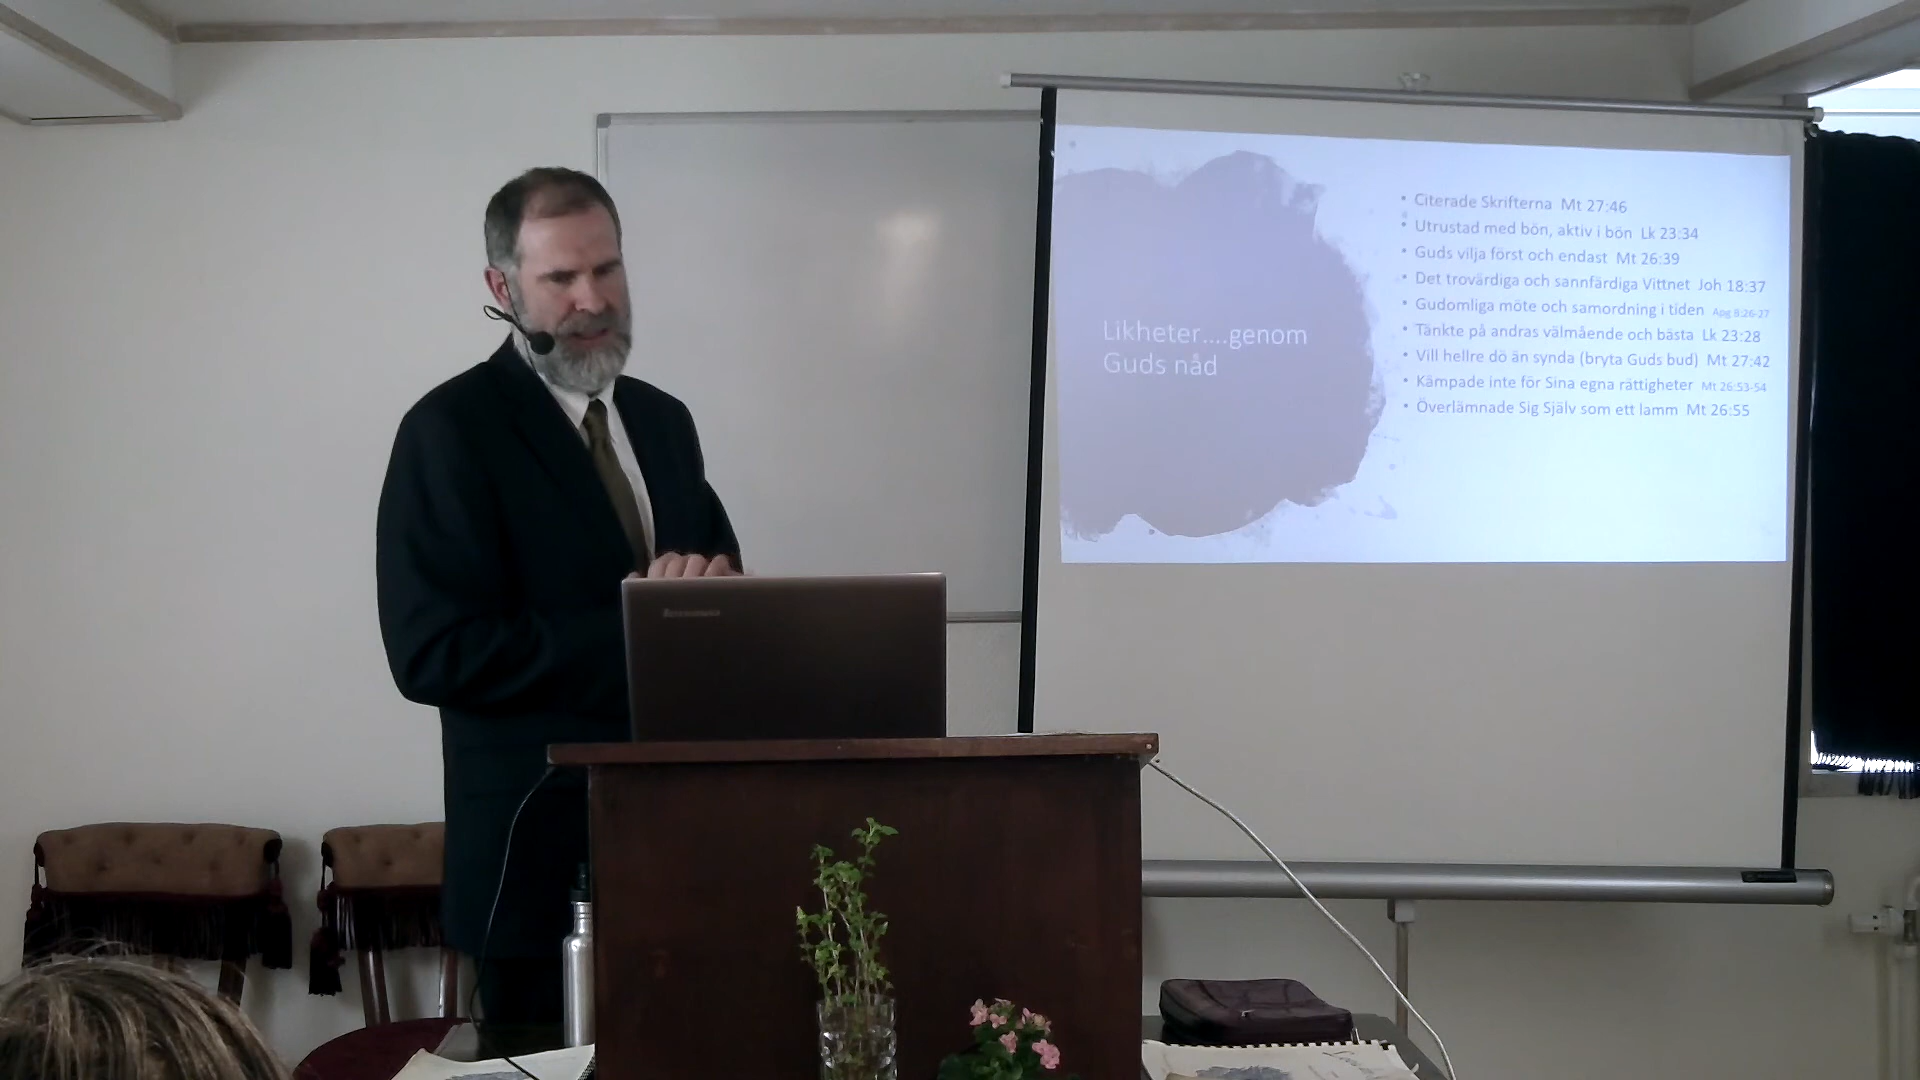 Likheter....genom
Guds nåd
• Citerade Skrifterna Mt 27:46
• Utrustad med bön, aktiv i bön Lk 23:34
• Guds vilja först och endast Mt 26:39
• Det trovärdiga och sannfärdiga Vittnet Joh 18:37
• Gudomliga möte och samordning i tiden Apg 8:26-27
• Tänkte på andras välmående och bästa Lk 23:28
• Vill hellre dö än synda (bryta Guds bud) Mt 27:42
• Kämpade inte för Sina egna rättigheter Mt 26:53-54
• Överlämnade Sig Själv som ett lamm Mt 26:55
lenovo